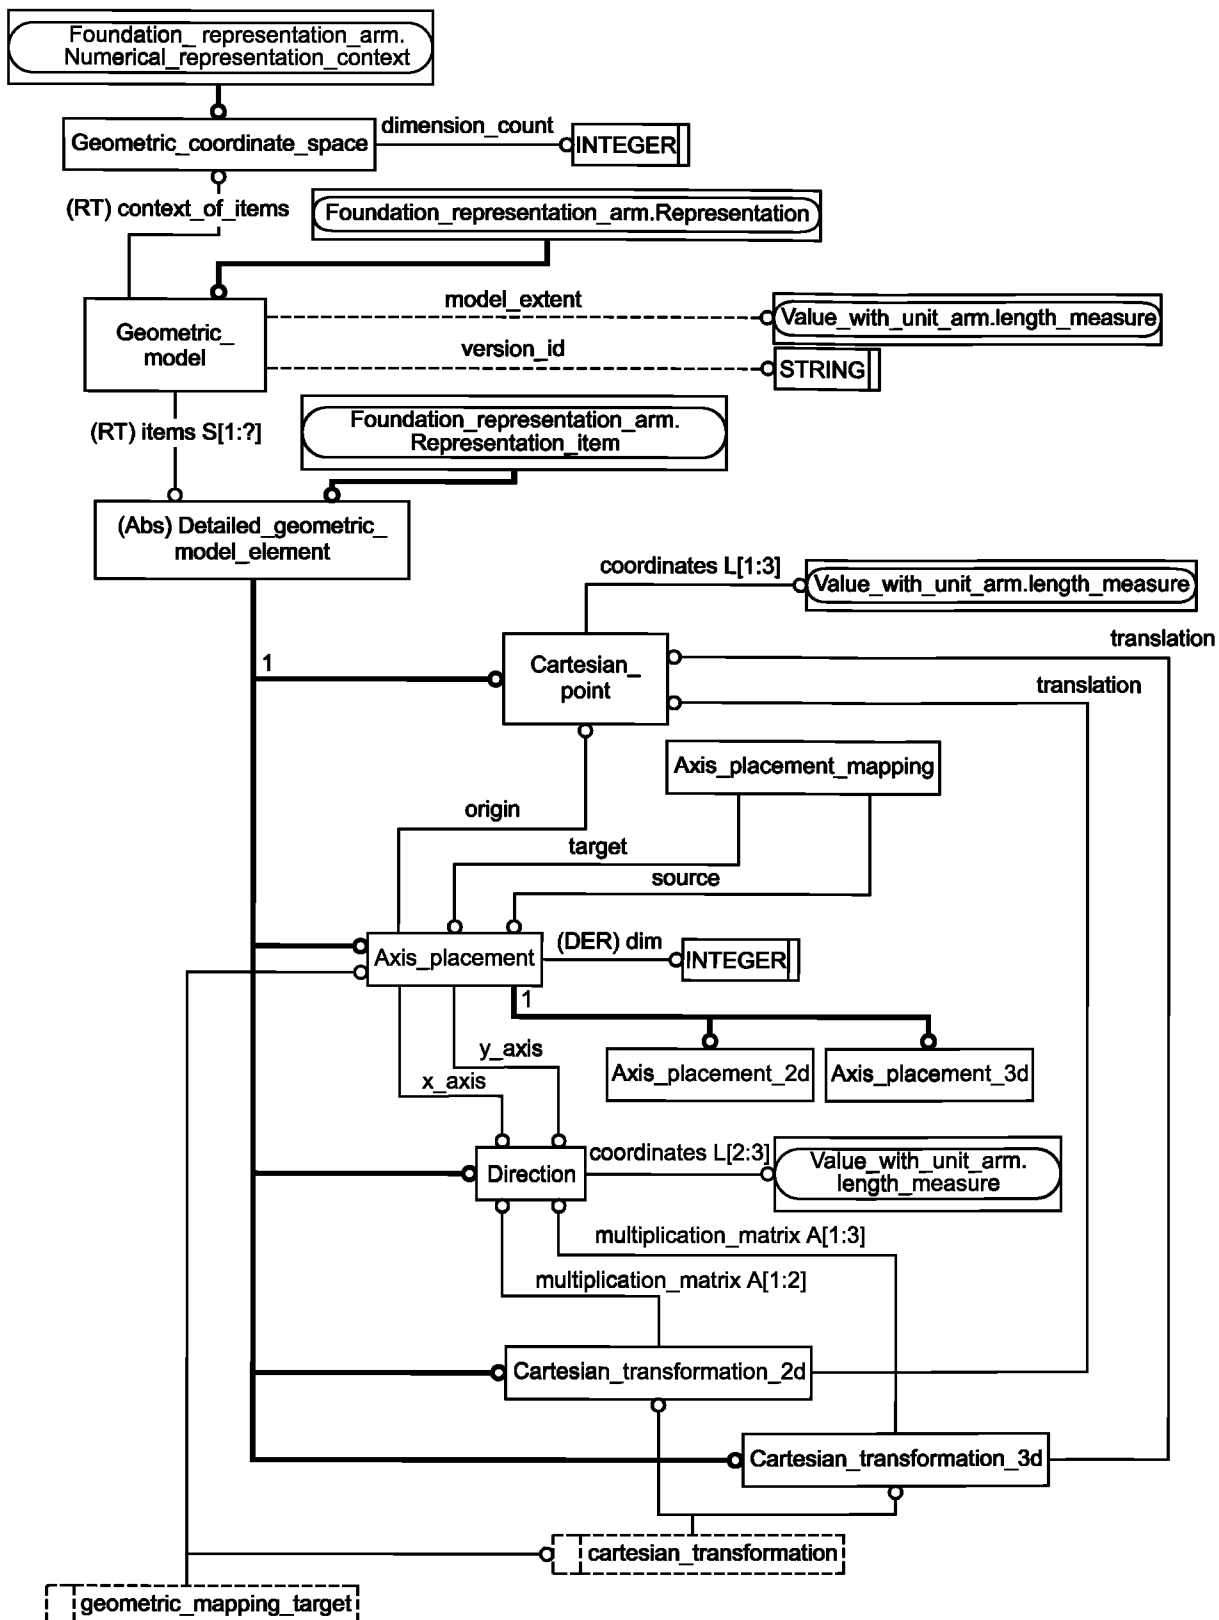 Foundation_ representation_arm.
Numerical_representation_context
dimension_count
Geometric_coordinate_space
INTEGER
(RT) context_of_items
Foundation_representation_arm.Representation
model_extent
Geometric_
model
Value_with_unit_arm.length_measure
version_id
STRING
(RT) items S[1:?]
Foundation_representation_arm.
Representation_item
(Abs) Detailed_geometric_
model_element
coordinates L[1:3]
Value_with_unit_arm.length_measure
translation
1
Cartesian_
point
translation
Axis_placement_mapping
origin
target
source
Axis_placement
(DER) dim
INTEGER
1
y_axis
x_axis
Axis_placement_2d
Axis_placement_3d
Direction
coordinates L[2:3]
Value_with_unit_arm.
length_measure
multiplication_matrix A[1:3]
multiplication_matrix A[1:2]
Cartesian_transformation_2d
Cartesian_transformation_3d
cartesian_transformation
geometric_mapping_target